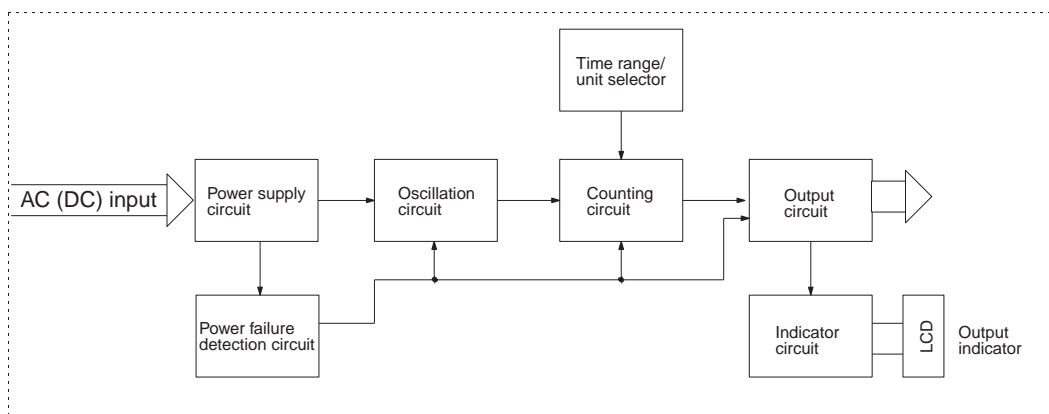 Time range/
unit selector
AC (DC) input
Power supply
circuit
Oscillation
circuit
Counting
circuit
Output
circuit
Power failure
detection circuit
Indicator
circuit
LCD
Output
indicator